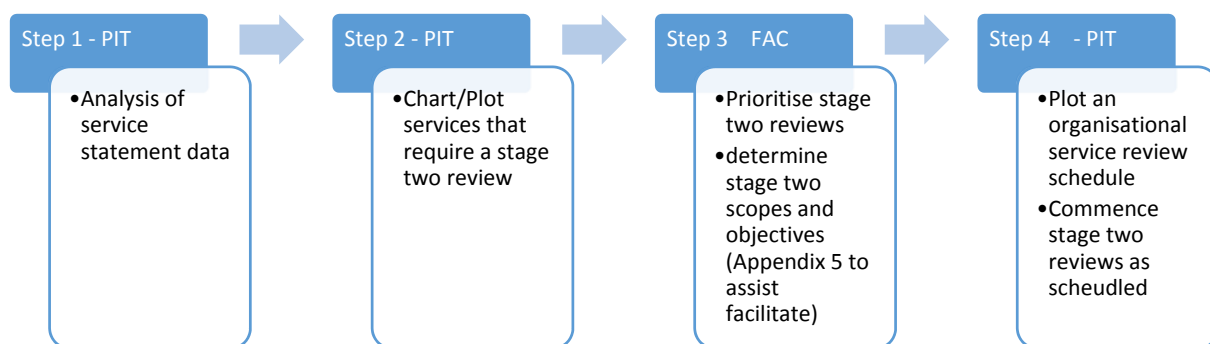 Step 1 - PIT
•Analysis of
service
statement data
Step 2 - PIT
•Chart/Plot
services that
require a stage
two review
Step 3 FAC
•Prioritise stage
two reviews
•determine
stage two
scopes and
objectives
(Appendix 5 to
assist
facilitate)
Step 4 - PIT
•Plot an
organisational
service review
schedule
•Commence
stage two
reviews as
scheudled